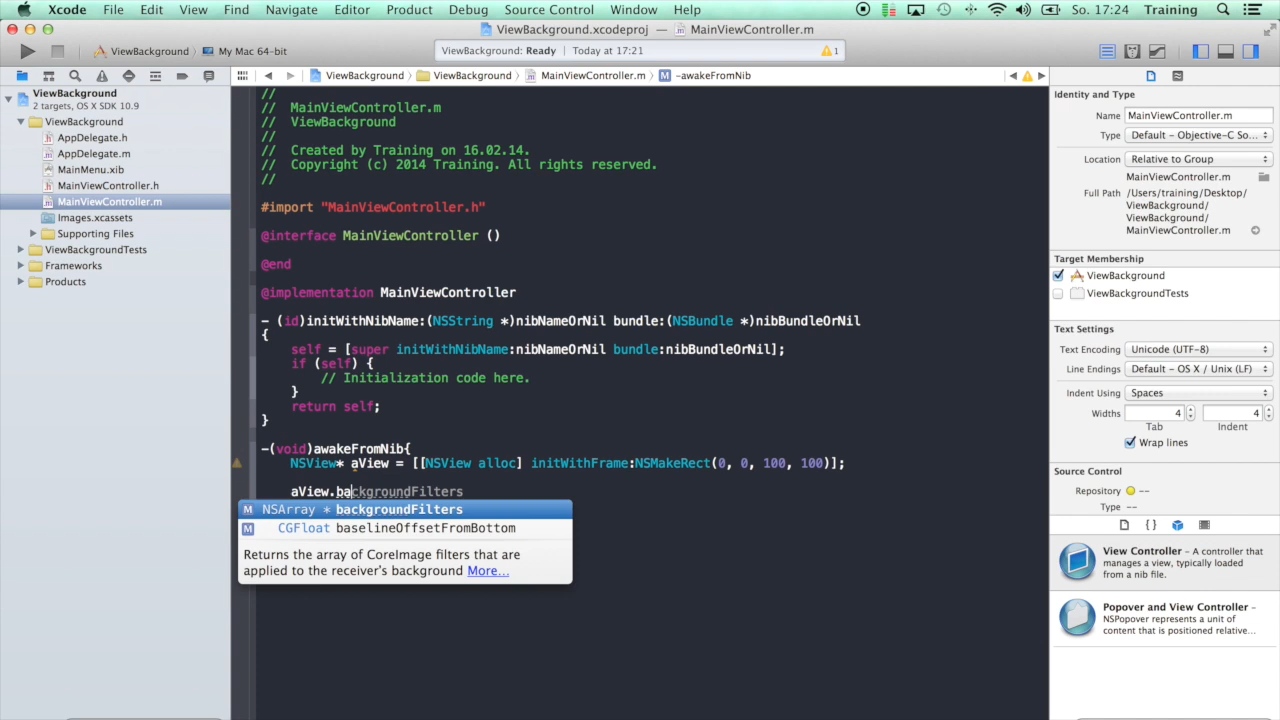 Xcode File Edit View Find Navigate Editor Product Debug Source Control Window Help So. 17:24 Training
ViewBackground.xcodeproj — MainViewController.m
ViewBackground My Mac 64-bit
ViewBackground: Ready Today at 17:21 1
ViewBackground ViewBackground MainViewController.m M -awakeFromNib
ViewBackground
2 targets, OS X SDK 10.9
ViewBackground
AppDelegate.h
AppDelegate.m
MainMenu.xib
MainViewController.h
MainViewController.m
Images.xcassets
Supporting Files
ViewBackgroundTests
Frameworks
Products
//
// MainViewController.m
// ViewBackground
//
// Created by Training on 16.02.14.
// Copyright (c) 2014 Training. All rights reserved.
//
#import "MainViewController.h"
@interface MainViewController ()
@end
@implementation MainViewController
- (id)initWithNibName:(NSString *)nibNameOrNil bundle:(NSBundle *)nibBundleOrNil
{
self = [super initWithNibName:nibNameOrNil bundle:nibBundleOrNil];
if (self) {
// Initialization code here.
}
return self;
}
-(void)awakeFromNib{
NSView* aView = [[NSView alloc] initWithFrame:NSMakeRect(0, 0, 100, 100)];
aView.backgroundFilters
M NSArray * backgroundFilters
M CGFloat baselineOffsetFromBottom
Returns the array of CoreImage filters that are
applied to the receiver's background More...
Identity and Type
Name MainViewController.m
Type Default - Objective-C So...
Location Relative to Group
MainViewController.m
Full Path /Users/training/Desktop/
ViewBackground/
ViewBackground/
MainViewController.m
Target Membership
ViewBackground
ViewBackgroundTests
Text Settings
Text Encoding Unicode (UTF-8)
Line Endings Default - OS X / Unix (LF)
Indent Using Spaces
Widths 4 4
Tab Indent
Wrap lines
Source Control
Repository --
Type --
{ }
View Controller - A controller that
manages a view, typically loaded
from a nib file.
Popover and View Controller -
NSPopover represents a unit of
content that is positioned relative...